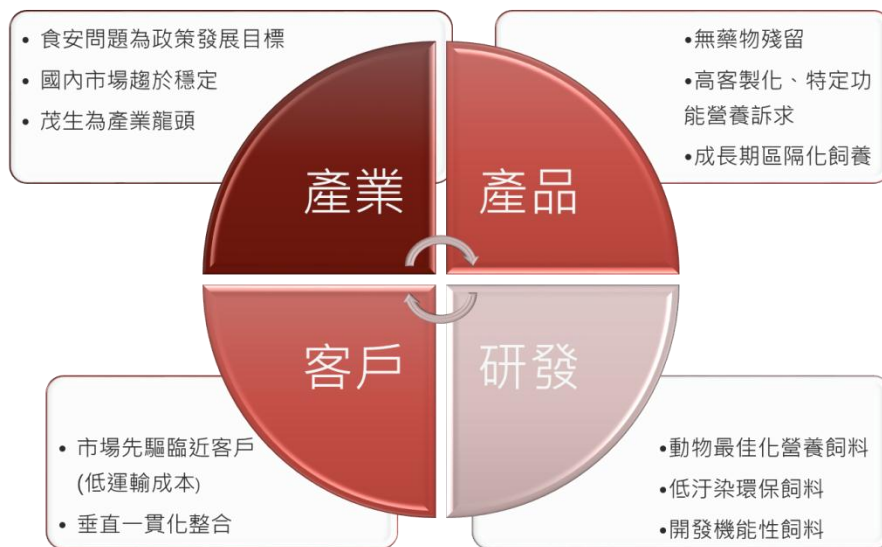 • 食安問題為政策發展目標
• 國內市場趨於穩定
• 茂生為產業龍頭
•無藥物殘留
•高客製化、特定功
能營養訴求
•成長期區隔化飼養
產業
產品
客戶
研發
• 市場先驅臨近客戶
(低運輸成本)
• 垂直一貫化整合
•動物最佳化營養飼料
•低汙染環保飼料
•開發機能性飼料